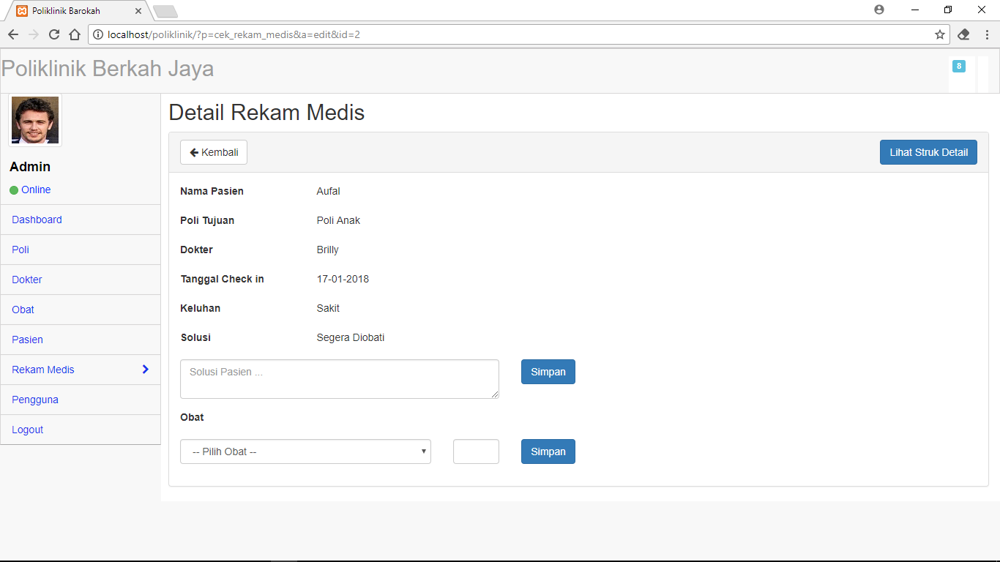 Poliklinik Barokah
localhost/poliklinik/?p=cek_rekam_medis&a=edit&id=2
Poliklinik Berkah Jaya
8
Admin
Online
Dashboard
Poli
Dokter
Obat
Pasien
Rekam Medis
Pengguna
Logout
Detail Rekam Medis
Kembali
Lihat Struk Detail
Nama Pasien Aufal
Poli Tujuan Poli Anak
Dokter Brilly
Tanggal Check in 17-01-2018
Keluhan Sakit
Solusi Segera Diobati
Solusi Pasien ... Simpan
Obat
-- Pilih Obat -- Simpan